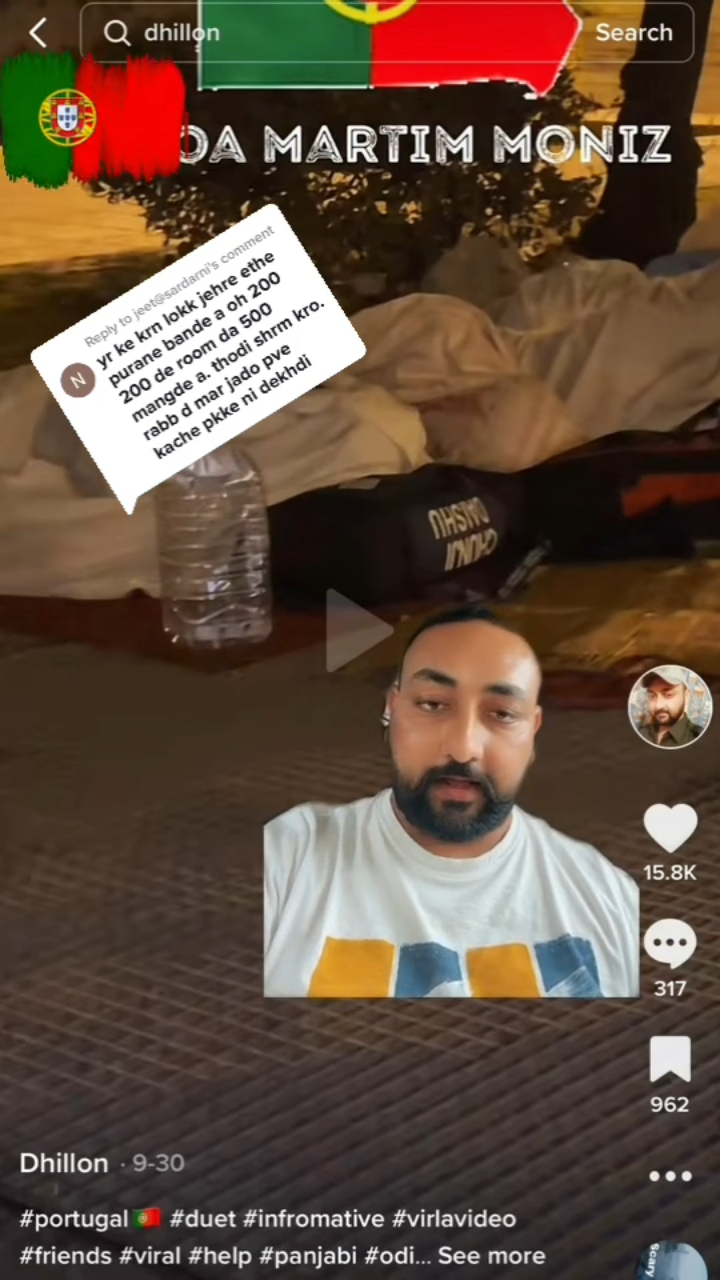 dhillon
Search
OA MARTIM MONIZ
Reply to jeet@sardarni's comment
N
yr ke krn lokk jehre ethe
purane bande a oh 200
200 de room da 500
mangde a. thodi shrm kro.
rabb d mar jado pve
kache pkke ni dekhdi
15.8K
317
962
Dhillon · 9-30
#portugal🇵🇹 #duet #infromative #virlavideo
#friends #viral #help #panjabi #odi... See more